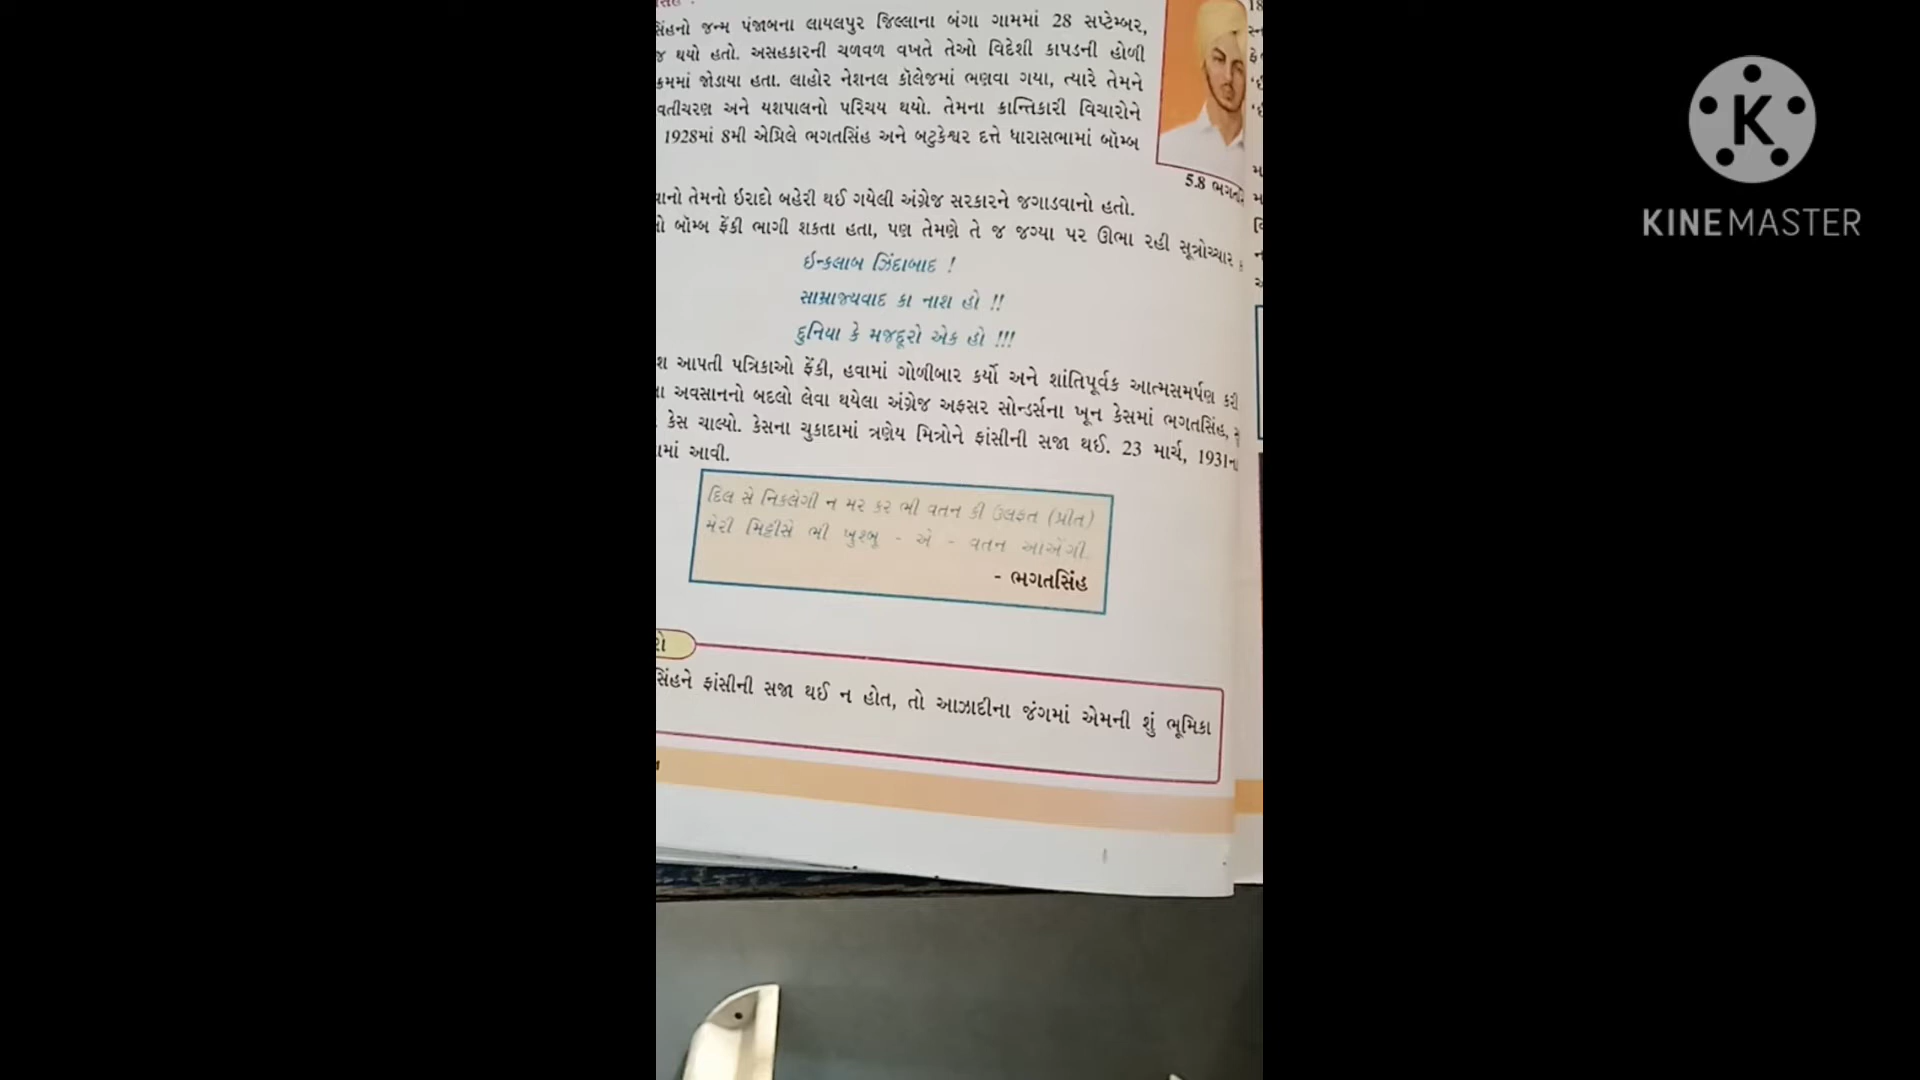 સિંહનો જન્મ પંજાબના લાયલપુર જિલ્લાના બંગા ગામમાં 28 સપ્ટેમ્બર,
જ થયો હતો. અસહકારની ચળવળ વખતે તેઓ વિદેશી કાપડની હોળી
ક્રમમાં જોડાયા હતા. લાહોર નેશનલ કૉલેજમાં ભણવા ગયા, ત્યારે તેમને
વતીચરણ અને યશપાલનો પરિચય થયો. તેમના ક્રાન્તિકારી વિચારોને
1928માં 8મી એપ્રિલે ભગતસિંહ અને બટુકેશ્વર દત્તે ધારાસભામાં બૉમ્બ
5.8 ભગત
વાનો તેમનો ઇરાદો બહેરી થઈ ગયેલી અંગ્રેજ સરકારને જગાડવાનો હતો.
ઓ બૉમ્બ ફેંકી ભાગી શકતા હતા, પણ તેમણે તે જ જગ્યા પર ઊભા રહી સૂત્રોચ્ચાર
ઈન્કલાબ ઝિંદાબાદ !
સામ્રાજ્યવાદ કા નાશ હો !!
દુનિયા કે મજદૂરો એક હો !!!
શ આપતી પત્રિકાઓ ફેંકી, હવામાં ગોળીબાર કર્યો અને શાંતિપૂર્વક આત્મસમર્પણ કરી
ના અવસાનનો બદલો લેવા થયેલા અંગ્રેજ અફસર સોન્ડર્સના ખૂન કેસમાં ભગતસિંહ,
કેસ ચાલ્યો. કેસના ચુકાદામાં ત્રણેય મિત્રોને ફાંસીની સજા થઈ. 23 માર્ચ, 1931ના
વામાં આવી.
દિલ સે નિકલેગી ન મર કર ભી વતન કી ઉલફત (પ્રીત)
મેરી મિટ્ટીસે ભી ખુશ્બૂ - એ - વતન આએંગી.
- ભગતસિંહ
રો
સિંહને ફાંસીની સજા થઈ ન હોત, તો આઝાદીના જંગમાં એમની શું ભૂમિકા
K
KINEMASTER